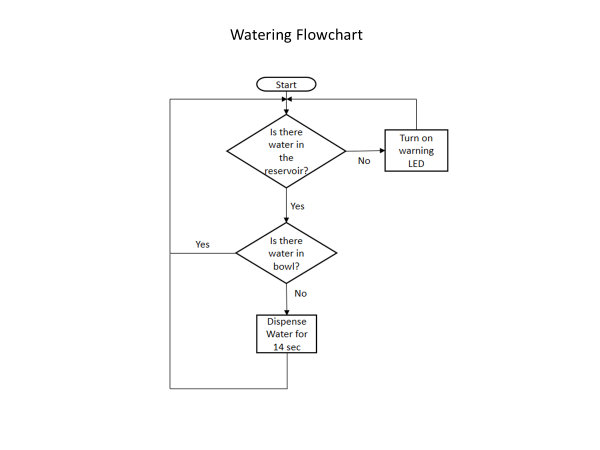 Watering Flowchart
Start
Is there
water in
the
reservoir?
No
Turn on
warning
LED
Yes
Is there
water in
bowl?
Yes
No
Dispense
Water for
14 sec